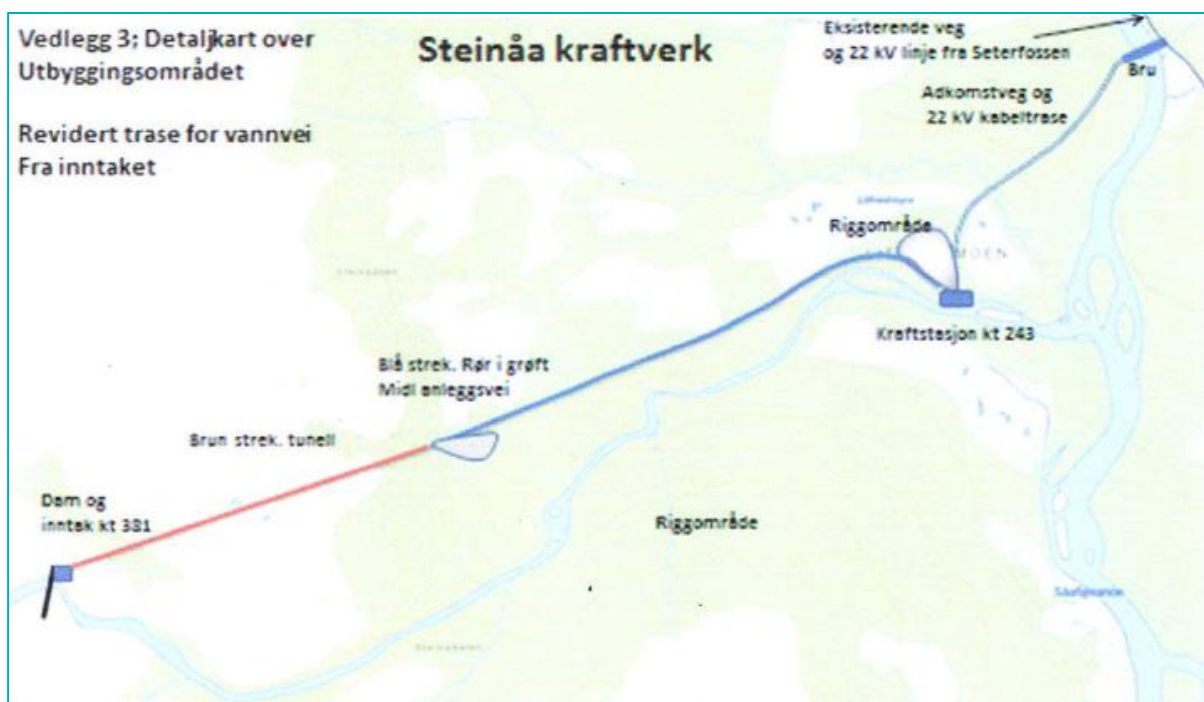 Vedlegg 3; Detaljkart over
Utbyggingsområdet
Steinåa kraftverk
Eksisterende veg
og 22 kV linje fra Seterfossen
Bru
Revidert trase for vannvei
Fra inntaket
Adkomstveg og
22 kV kabeltrase
Riggområde
MOEN
Kraftstasjon kt 243
Blå strek. Rør i grøft
Midl anleggsvei
Brun strek. tunell
Dam og
inntak kt 381
Riggområde